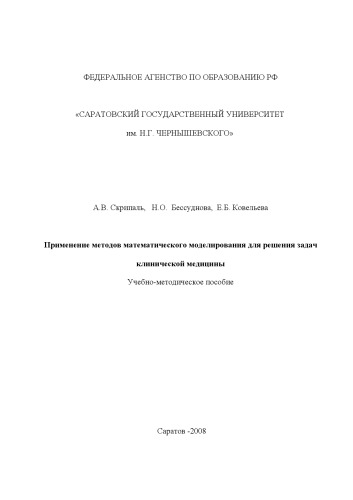 ФЕДЕРАЛЬНОЕ АГЕНСТВО ПО ОБРАЗОВАНИЮ РФ
«САРАТОВСКИЙ ГОСУДАРСТВЕННЫЙ УНИВЕРСИТЕТ
им. Н.Г. ЧЕРНЫШЕВСКОГО»
А.В. Скрипаль, Н.О. Бессуднова, Е.Б. Ковельева
Применение методов математического моделирования для решения задач
клинической медицины
Учебно-методическое пособие
Саратов -2008